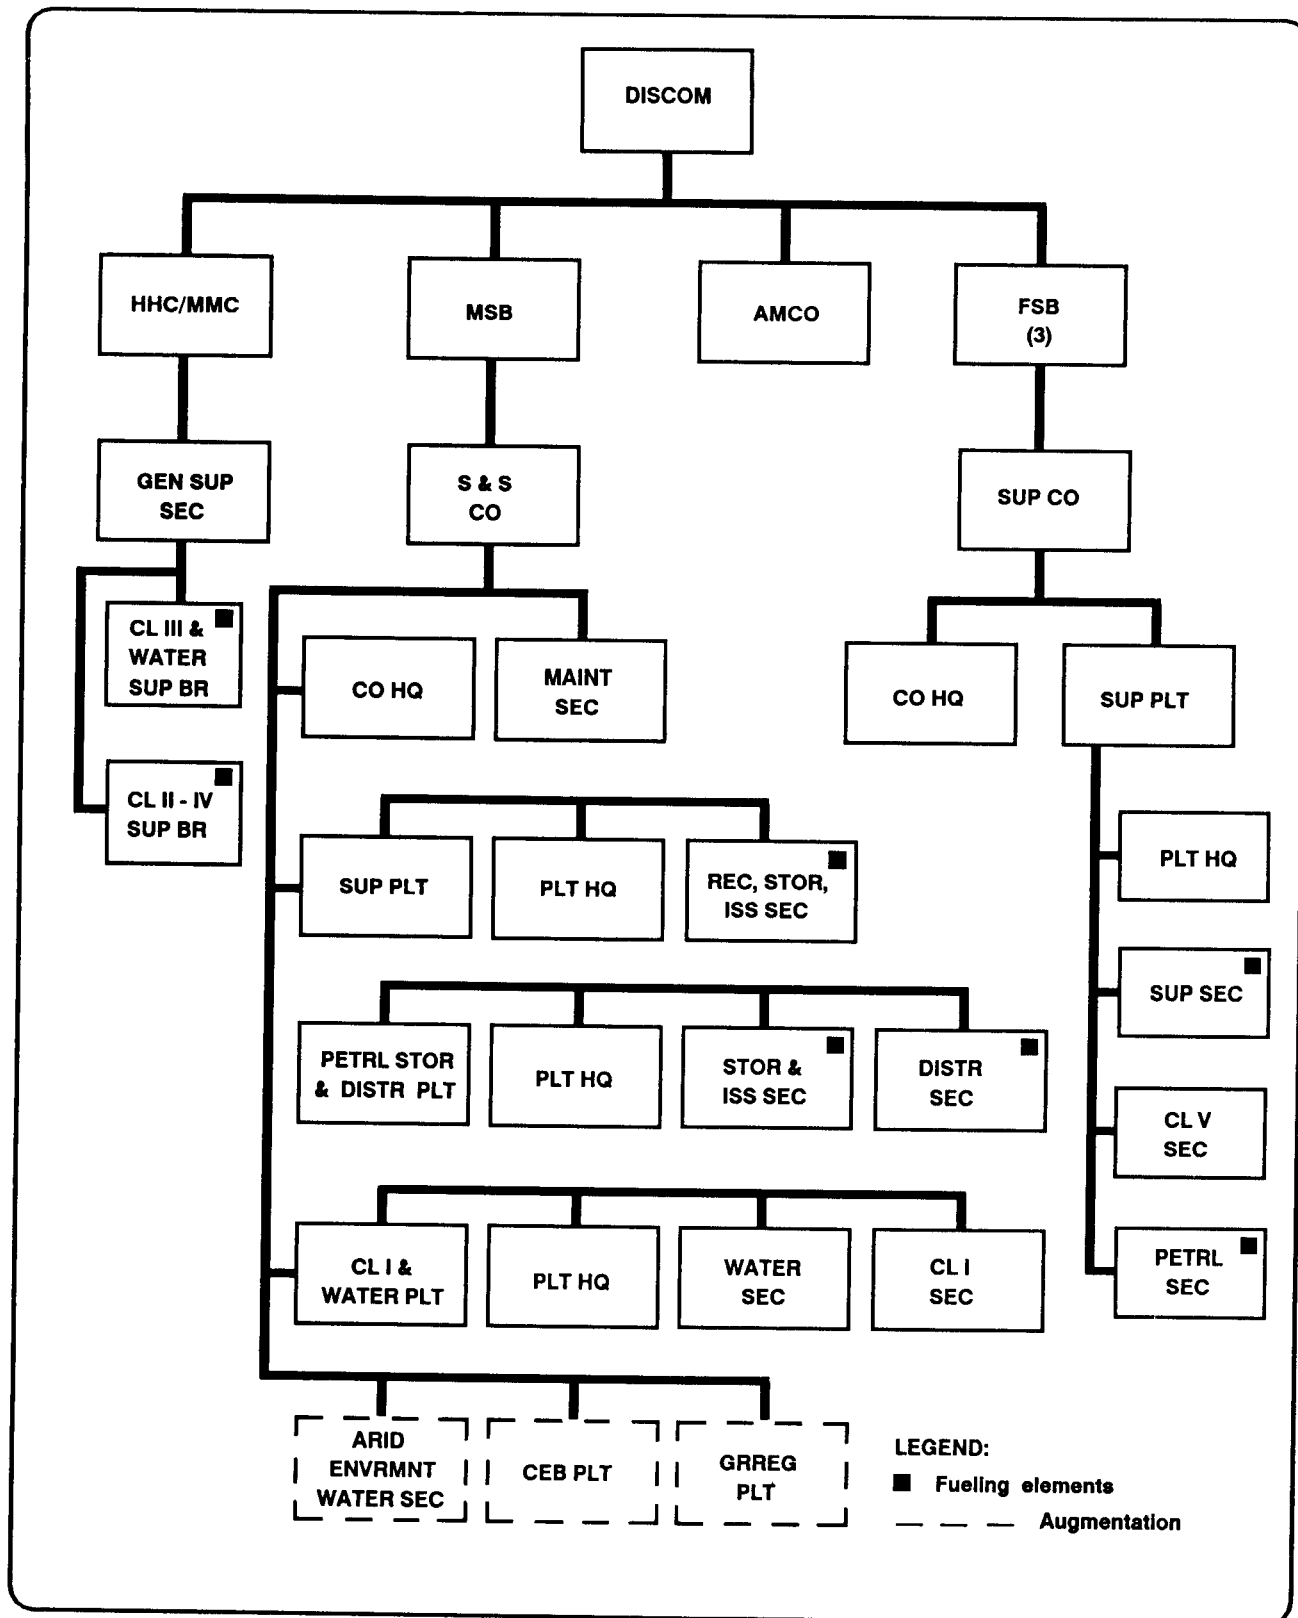 DISCOM
HHC/MMC
MSB
AMCO
FSB
(3)
GEN SUP
SEC
S & S
CO
SUP CO
CL III &
WATER
SUP BR
CO HQ
MAINT
SEC
CO HQ
SUP PLT
CL II - IV
SUP BR
SUP PLT
PLT HQ
REC, STOR,
ISS SEC
PLT HQ
SUP SEC
PETRL STOR
& DISTR PLT
PLT HQ
STOR &
ISS SEC
DISTR
SEC
CL V
SEC
CL I &
WATER PLT
PLT HQ
WATER
SEC
CL I
SEC
PETRL
SEC
ARID
ENVRMNT
WATER SEC
CEB PLT
GRREG
PLT
LEGEND:
Fueling elements
Augmentation